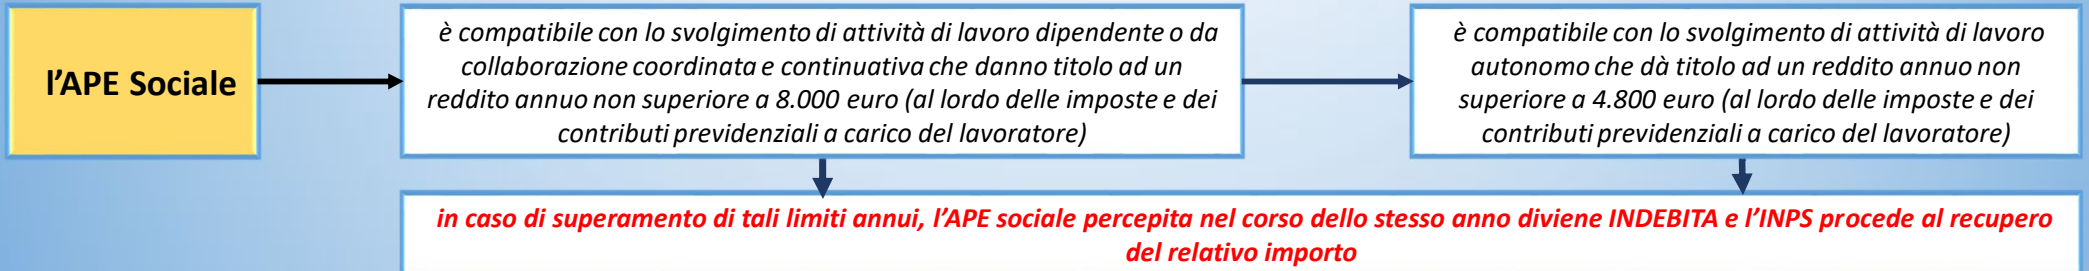 l’APE Sociale
è compatibile con lo svolgimento di attività di lavoro dipendente o da
collaborazione coordinata e continuativa che danno titolo ad un
reddito annuo non superiore a 8.000 euro (al lordo delle imposte e dei
contributi previdenziali a carico del lavoratore)
è compatibile con lo svolgimento di attività di lavoro
autonomo che dà titolo ad un reddito annuo non
superiore a 4.800 euro (al lordo delle imposte e dei
contributi previdenziali a carico del lavoratore)
in caso di superamento di tali limiti annui, l’APE sociale percepita nel corso dello stesso anno diviene INDEBITA e l’INPS procede al recupero
del relativo importo